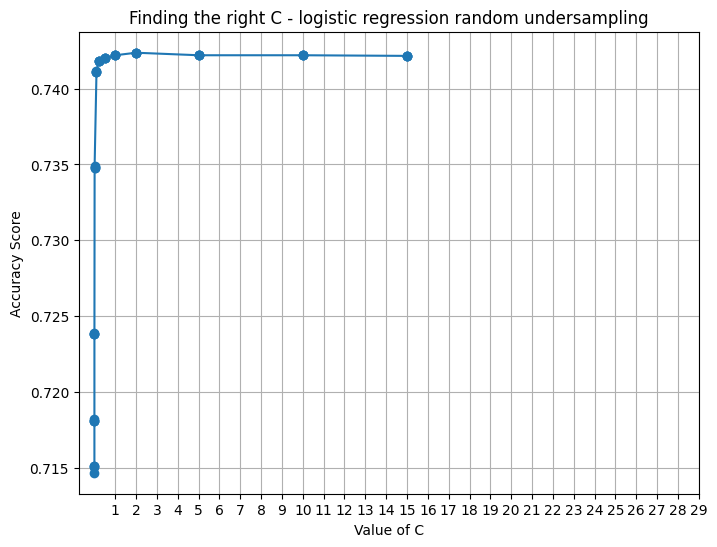 Finding the right C - logistic regression random undersampling
0.740
0.735
0.730
0.725
0.720
0.715
Accuracy Score
1 2 3 4 5 6 7 8 9 10 11 12 13 14 15 16 17 18 19 20 21 22 23 24 25 26 27 28 29
Value of C